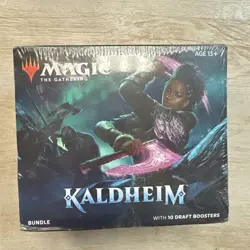 AGE 13+
MAGIC
THE GATHERING
KALDHEIM
BUNDLE
WITH 10 DRAFT BOOSTERS